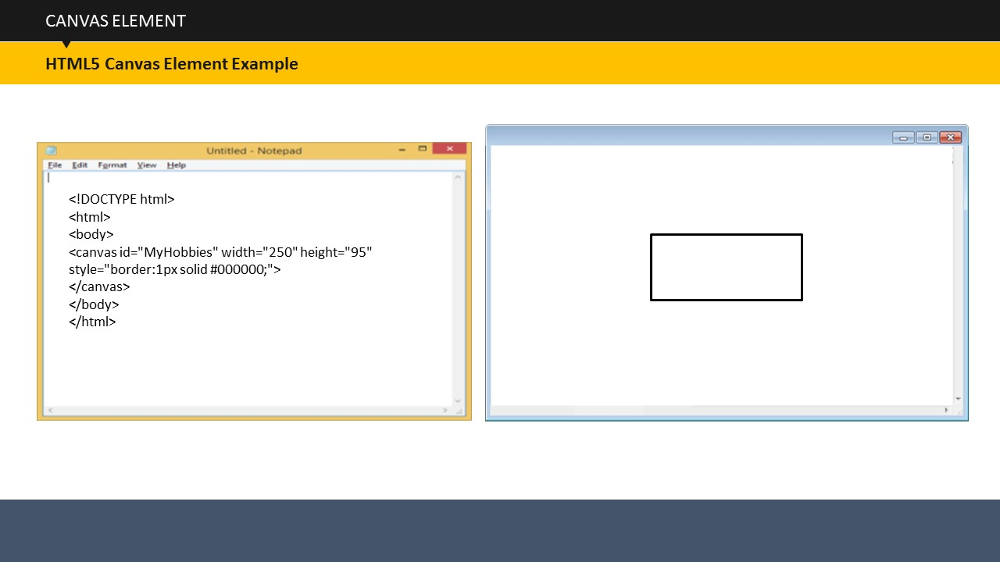 CANVAS ELEMENT
HTML5 Canvas Element Example
Untitled - Notepad
File Edit Format View Help
<!DOCTYPE html>
<html>
<body>
<canvas id="MyHobbies" width="250" height="95"
style="border:1px solid #000000;">
</canvas>
</body>
</html>